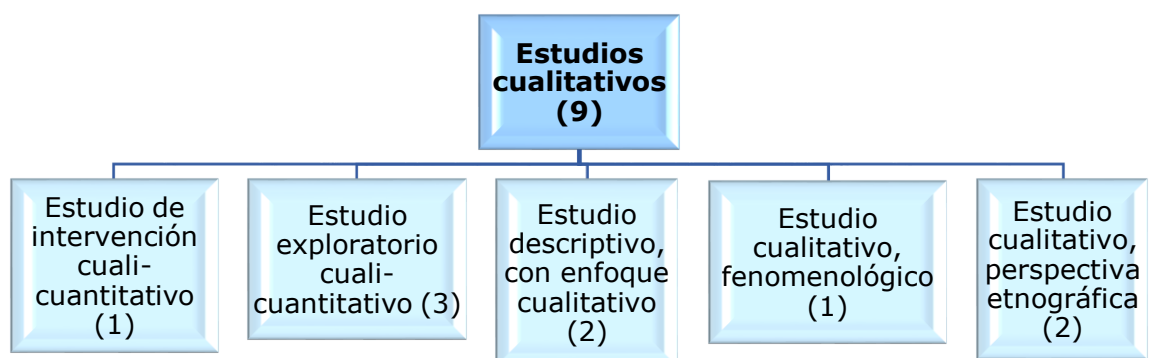 Estudios
cualitativos
(9)
Estudio de
intervención
cuali-
cuantitativo
(1)
Estudio
exploratorio
cuali-
cuantitativo (3)
Estudio
descriptivo,
con enfoque
cualitativo
(2)
Estudio
cualitativo,
fenomenológico
(1)
Estudio
cualitativo,
perspectiva
etnográfica
(2)